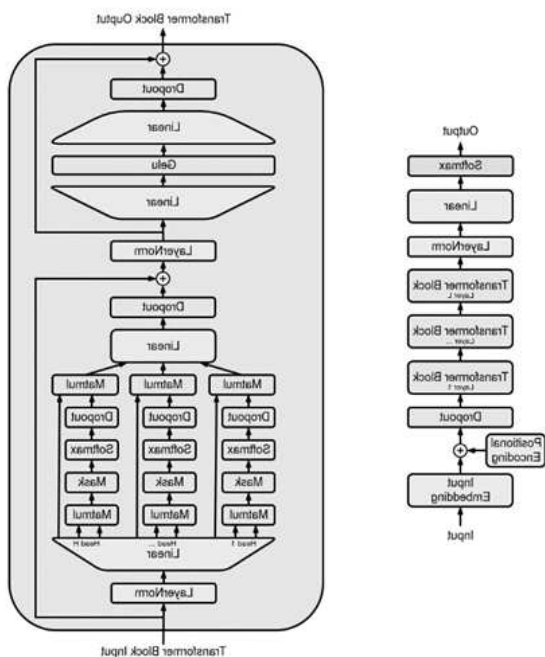 Output
Softmax
Linear
LayerNorm
Transformer Block
Layer L
Transformer Block
Layer ...
Transformer Block
Layer 1
Dropout
Positional
Encoding
+
Input
Embedding
Input
Transformer Block Ouptut
+
Dropout
Linear
Gelu
Linear
LayerNorm
+
Dropout
Linear
Matmul Matmul Matmul
Dropout Dropout Dropout
Softmax Softmax Softmax
Mask Mask Mask
Matmul Matmul Matmul
Head 1 Head ... Head H
Linear
LayerNorm
Transformer Block Input